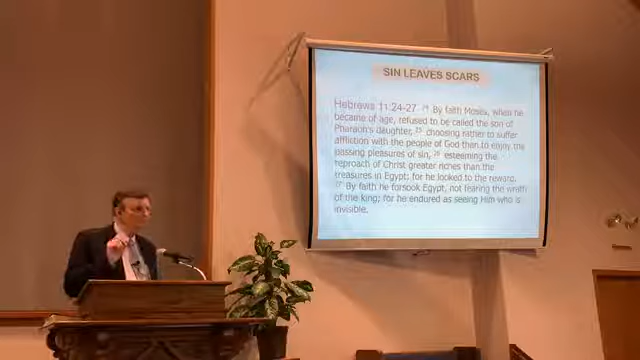 SIN LEAVES SCARS
Hebrews 11:24-27 24 By faith Moses, when he
became of age, refused to be called the son of
Pharaoh's daughter, 25 choosing rather to suffer
affliction with the people of God than to enjoy the
passing pleasures of sin, 26 esteeming the
reproach of Christ greater riches than the
treasures in Egypt; for he looked to the reward.
27 By faith he forsook Egypt, not fearing the wrath
of the king; for he endured as seeing Him who is
invisible.